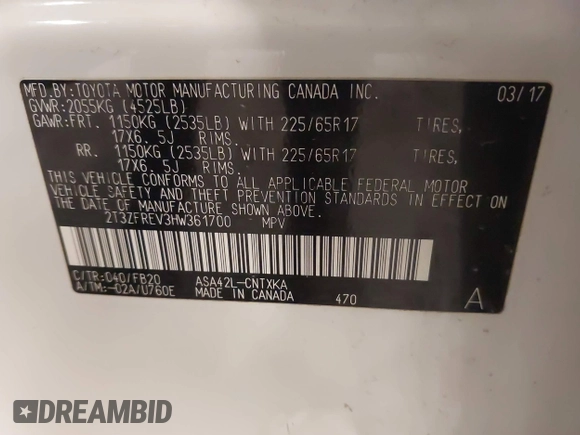 MFD.BY:TOYOTA MOTOR MANUFACTURING CANADA INC. 03/17
GVWR:2055KG (4525LB)
GAWR:FRT. 1150KG (2535LB) WITH 225/65R17 TIRES,
17X6. 5J RIMS.
RR. 1150KG (2535LB) WITH 225/65R17 TIRES,
17X6. 5J RIMS.
THIS VEHICLE CONFORMS TO ALL APPLICABLE FEDERAL MOTOR
VEHICLE SAFETY AND THEFT PREVENTION STANDARDS IN EFFECT ON
THE DATE OF MANUFACTURE SHOWN ABOVE.
2T3ZFREV3HW361700 MPV
C/TR:040/FB20 ASA42L-CNTXKA
A/TM:-02A/U760E MADE IN CANADA 470 A
DREAMBID